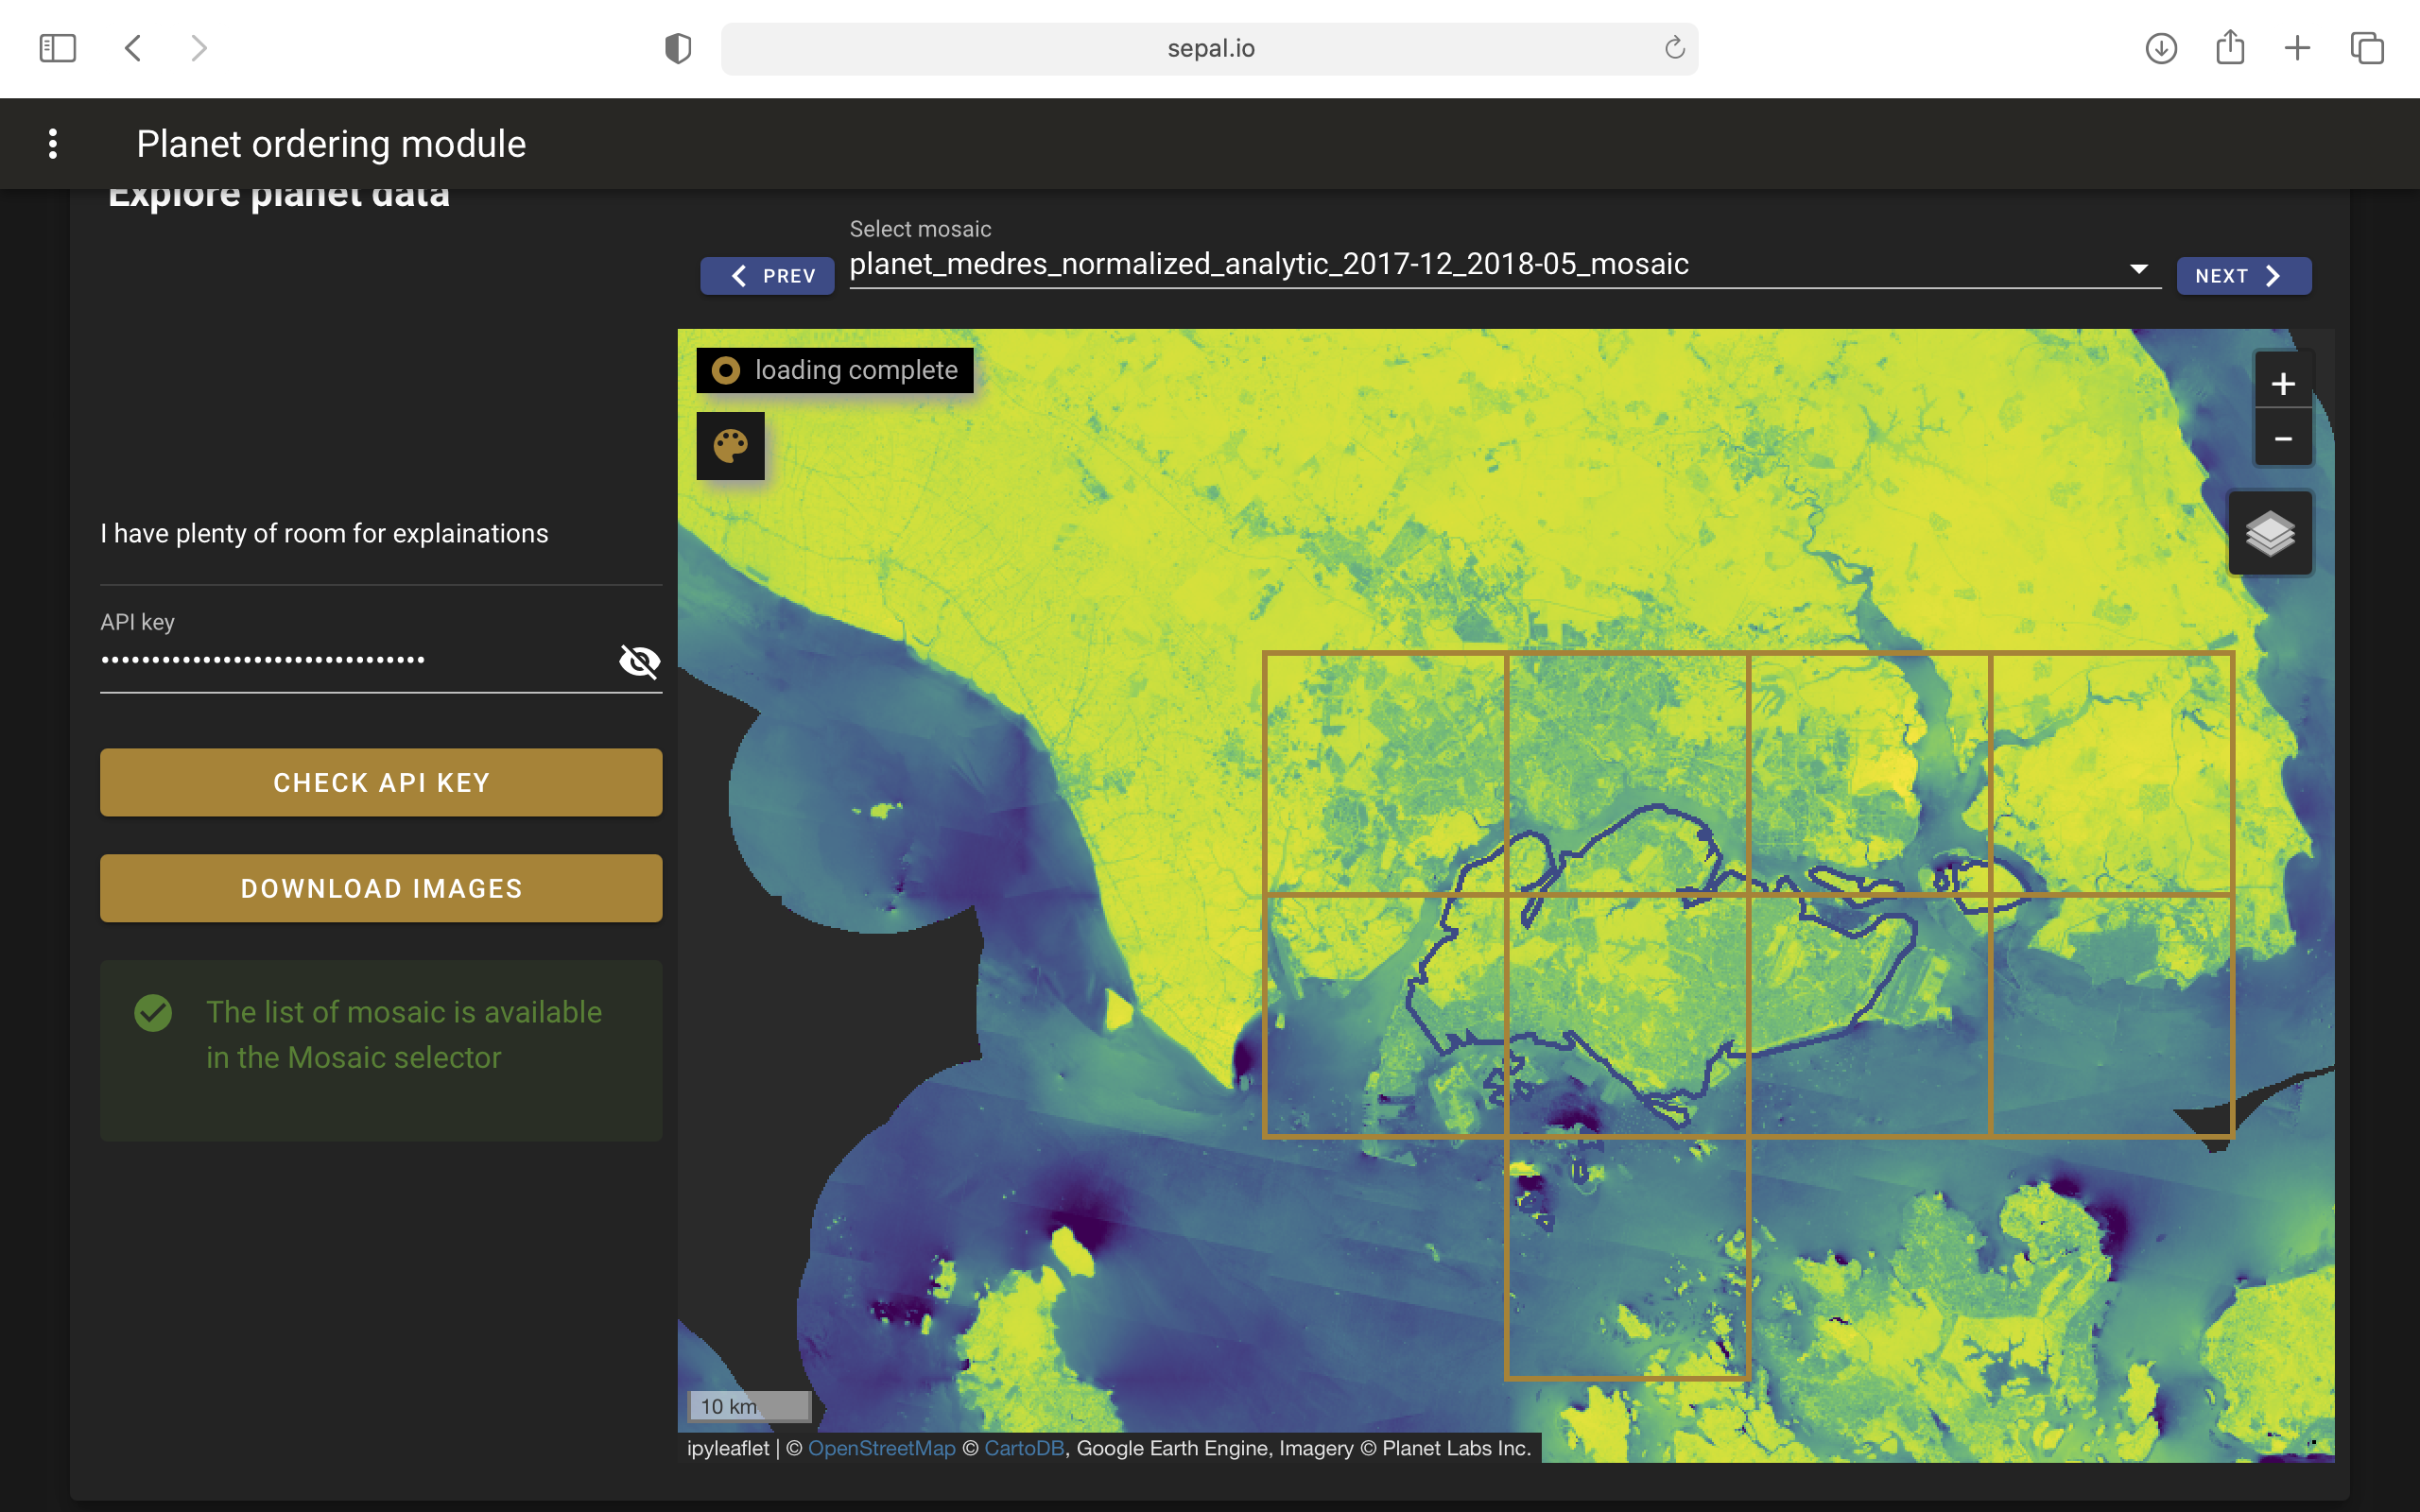 sepal.io
Planet ordering module
Explore planet data
Select mosaic
PREV
planet_medres_normalized_analytic_2017-12_2018-05_mosaic
NEXT
loading complete
+
-
I have plenty of room for explainations
API key
CHECK API KEY
DOWNLOAD IMAGES
The list of mosaic is available
in the Mosaic selector
10 km
ipyleaflet | © OpenStreetMap © CartoDB, Google Earth Engine, Imagery © Planet Labs Inc.